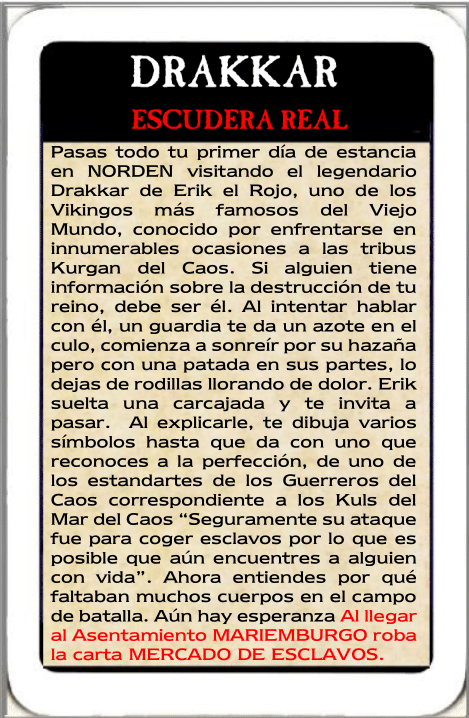 DRAKKAR
ESCUDERA REAL
Pasas todo tu primer día de estancia
en NORDEN visitando el legendario
Drakkar de Erik el Rojo, uno de los
Vikingos más famosos del Viejo
Mundo, conocido por enfrentarse en
innumerables ocasiones a las tribus
Kurgan del Caos. Si alguien tiene
información sobre la destrucción de tu
reino, debe ser él. Al intentar hablar
con él, un guardia te da un azote en el
culo, comienza a sonreír por su hazaña
pero con una patada en sus partes, lo
dejas de rodillas llorando de dolor. Erik
suelta una carcajada y te invita a
pasar. Al explicarle, te dibuja varios
símbolos hasta que da con uno que
reconoces a la perfección, de uno de
los estandartes de los Guerreros del
Caos correspondiente a los Kuls del
Mar del Caos “Seguramente su ataque
fue para coger esclavos por lo que es
posible que aún encuentres a alguien
con vida”. Ahora entiendes por qué
faltaban muchos cuerpos en el campo
de batalla. Aún hay esperanza Al llegar
al Asentamiento MARIEMBURGO roba
la carta MERCADO DE ESCLAVOS.